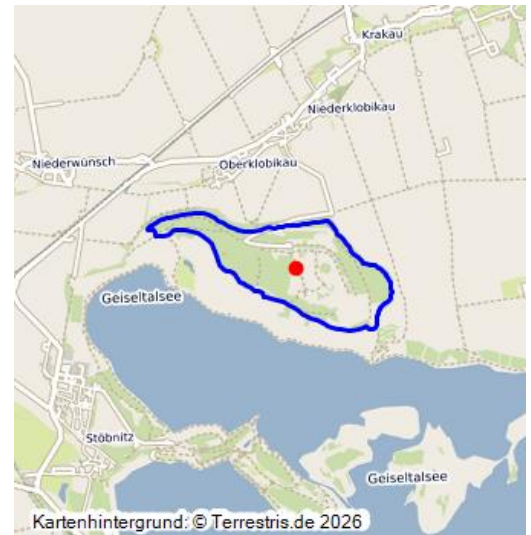 Krakau
Niederklobikau
Niederwünsch
Oberklobikau
Geiseltalsee
Stöbnitz
Geiseltalsee
Kartenhintergrund: © Terrestris.de 2026